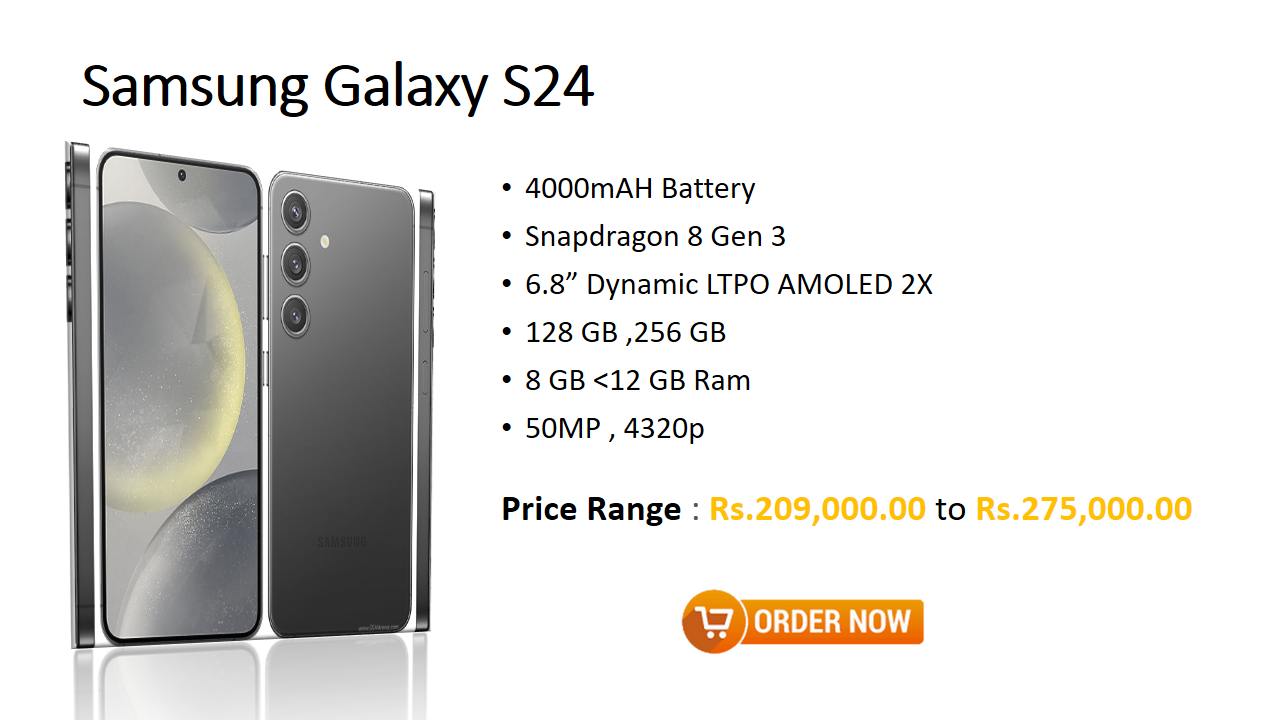 Samsung Galaxy S24
• 4000mAH Battery
• Snapdragon 8 Gen 3
• 6.8” Dynamic LTPO AMOLED 2X
• 128 GB ,256 GB
• 8 GB <12 GB Ram
• 50MP , 4320p
Price Range : Rs.209,000.00 to Rs.275,000.00
SAMSUNG
ORDER NOW